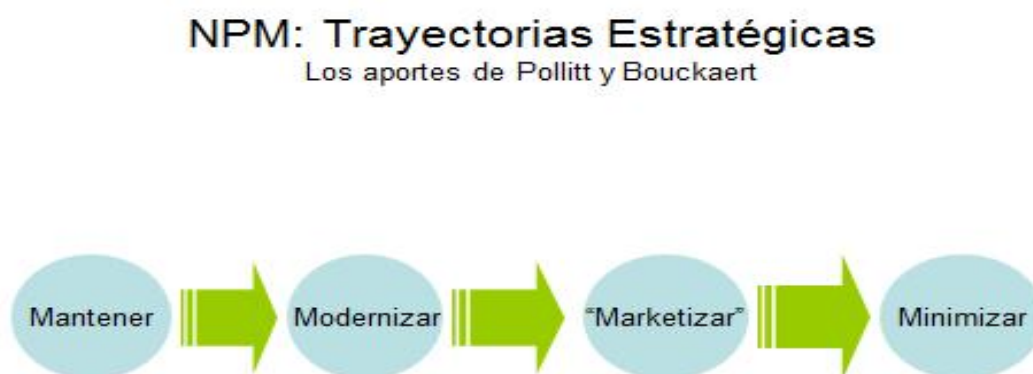 NPM: Trayectorias Estratégicas
Los aportes de Pollitt y Bouckaert
Mantener
Modernizar
“Marketizar”
Minimizar